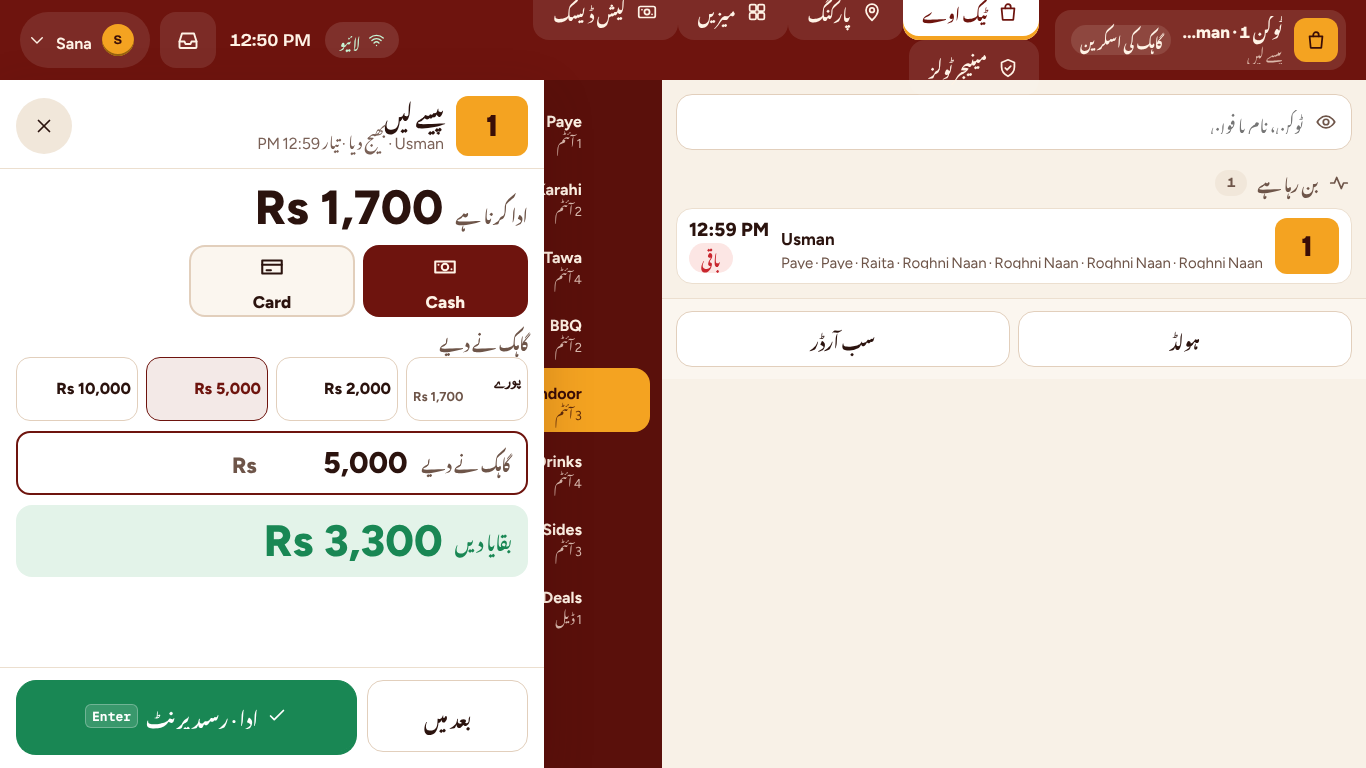 ٹوکن 1 · man...
پیسے لیں
گاہک کی اسکرین
ٹیک اوے
پارکنگ
میزیں
کیش ڈیسک
مینیجر ٹولز
لائیو
12:50 PM
S
Sana
ٹوکن، نام یا فون
بن رہا ہے
1
1
Usman
Paye · Paye · Raita · Roghni Naan · Roghni Naan · Roghni Naan · Roghni Naan
12:59 PM
باقی
ہولڈ
سب آرڈر
Paye
1 آئٹم
Karahi
2 آئٹم
Tawa
4 آئٹم
BBQ
2 آئٹم
ndoor
3 آئٹم
Drinks
4 آئٹم
Sides
3 آئٹم
Deals
1 ڈیل
1
پیسے لیں
Usman · بھیج دیا · تیار 12:59 PM
ادا کرنا ہے
Rs 1,700
Cash
Card
گاہک نے دیے
پورے
Rs 1,700
Rs 2,000
Rs 5,000
Rs 10,000
گاہک نے دیے
5,000
Rs
بقایا دیں
Rs 3,300
بعد میں
ادا · رسید پرنٹ
Enter